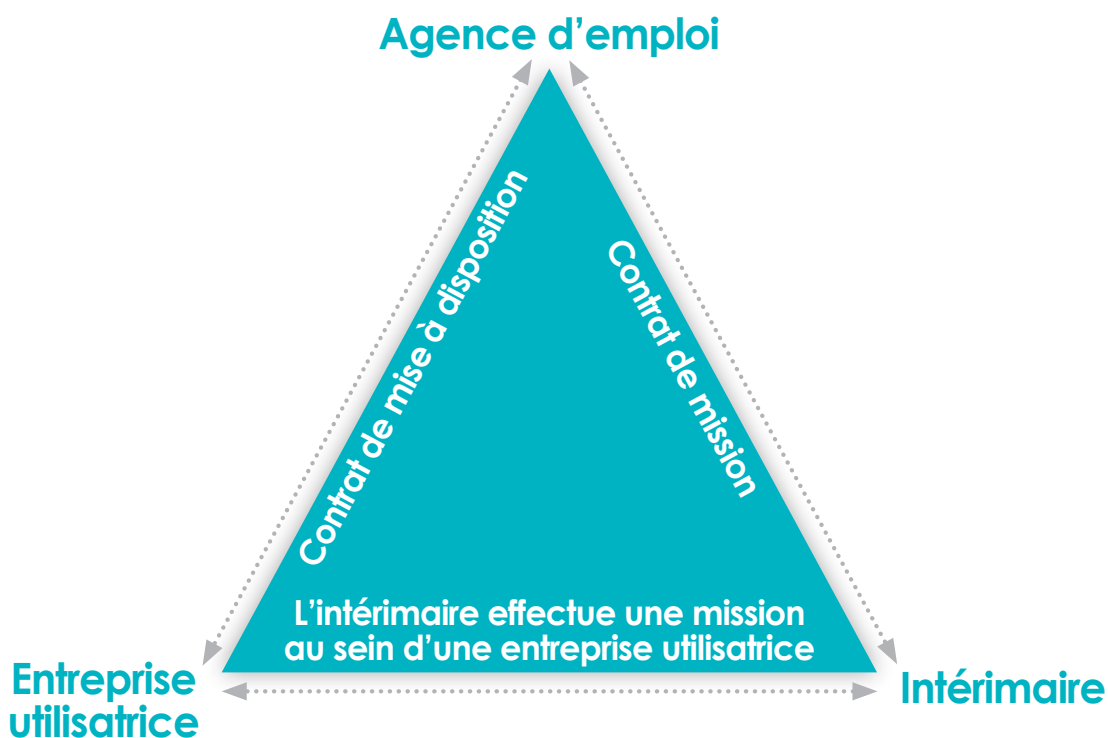 Agence d’emploi
Contrat de mise à disposition
Contrat de mission
L’intérimaire effectue une mission
au sein d’une entreprise utilisatrice
Entreprise
utilisatrice
Intérimaire